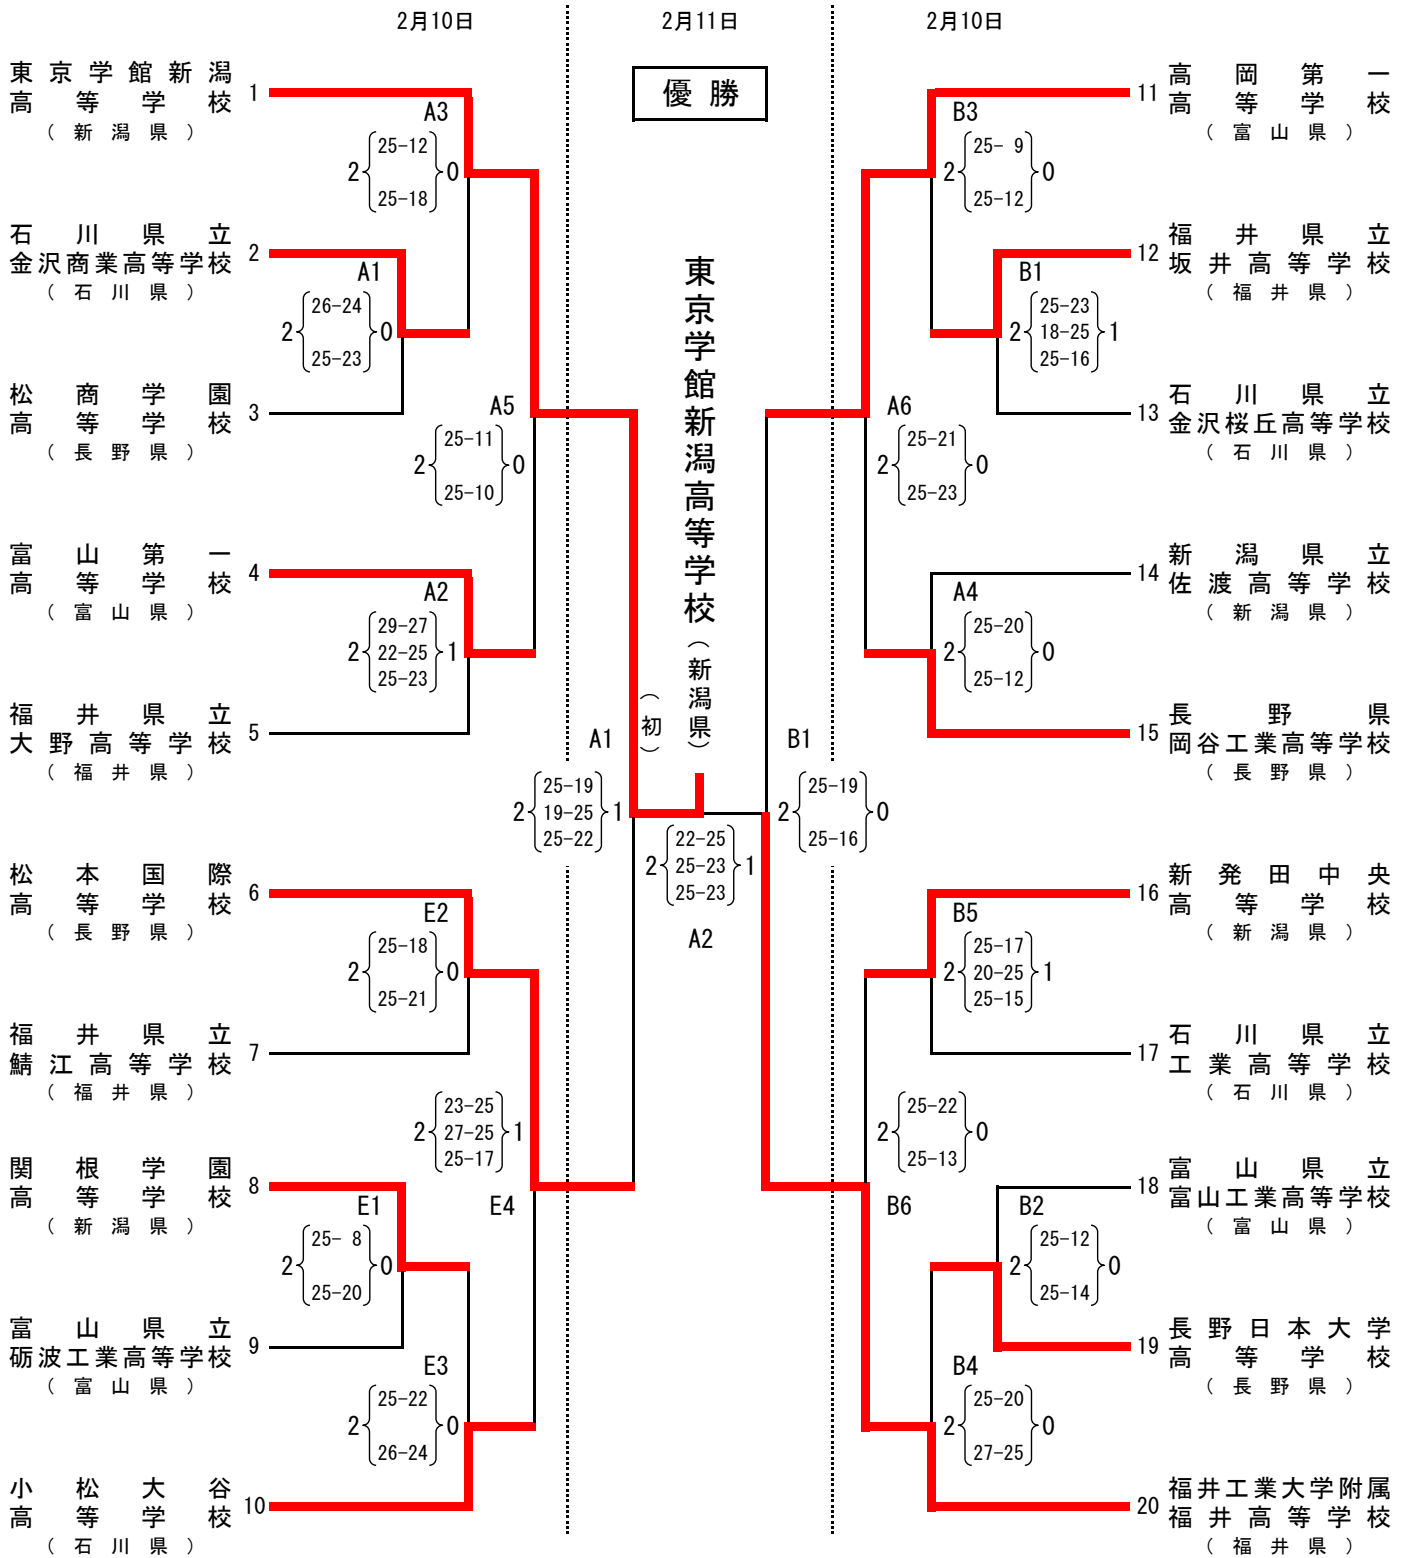 2月10日
2月11日
2月10日
優勝
東京学館新潟高等学校(新潟県)
(初)
東京学館新潟
高等学校
(新潟県)
1
石川県立
金沢商業高等学校
(石川県)
2
松商学園
高等学校
(長野県)
3
富山第一
高等学校
(富山県)
4
福井県立
大野高等学校
(福井県)
5
松本国際
高等学校
(長野県)
6
福井県立
鯖江高等学校
(福井県)
7
関根学園
高等学校
(新潟県)
8
富山県立
砺波工業高等学校
(富山県)
9
小松大谷
高等学校
(石川県)
10
A3
25-12
2 0
25-18
A1
26-24
2 0
25-23
A5
25-11
2 0
25-10
A2
29-27
2 22-25 1
25-23
A1
25-19
2 19-25 1
25-22
E2
25-18
2 0
25-21
23-25
2 27-25 1
25-17
E4
E1
25- 8
2 0
25-20
E3
25-22
2 0
26-24
22-25
2 25-23 1
25-23
A2
B1
25-19
2 0
25-16
B3
25- 9
2 0
25-12
B1
25-23
2 18-25 1
25-16
A6
25-21
2 0
25-23
A4
25-20
2 0
25-12
B5
25-17
2 20-25 1
25-15
25-22
2 0
25-13
B6
B2
25-12
2 0
25-14
B4
25-20
2 0
27-25
11
高岡第一
高等学校
(富山県)
12
福井県立
坂井高等学校
(福井県)
13
石川県立
金沢桜丘高等学校
(石川県)
14
新潟県立
佐渡高等学校
(新潟県)
15
長野県
岡谷工業高等学校
(長野県)
16
新発田中央
高等学校
(新潟県)
17
石川県立
工業高等学校
(石川県)
18
富山県立
富山工業高等学校
(富山県)
19
長野日本大学
高等学校
(長野県)
20
福井工業大学附属
福井高等学校
(福井県)